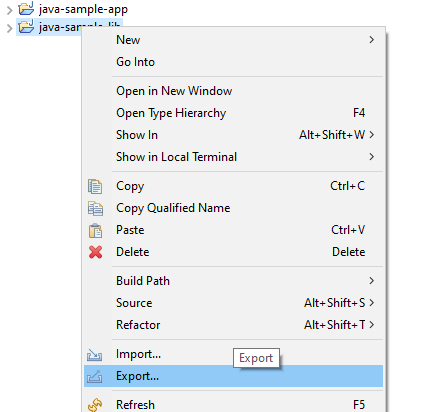 java-sample-app
java-sample-lib
New
Go Into
Open in New Window
Open Type Hierarchy F4
Show In Alt+Shift+W
Show in Local Terminal
Copy Ctrl+C
Copy Qualified Name
Paste Ctrl+V
Delete Delete
Build Path
Source Alt+Shift+S
Refactor Alt+Shift+T
Import...
Export
Export...
Refresh F5